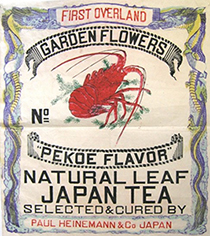 FIRST OVERLAND
GARDEN FLOWERS
No
"PEKOE FLAVOR"
NATURAL LEAF
JAPAN TEA
SELECTED & CURED BY
PAUL HEINEMANN & Co JAPAN